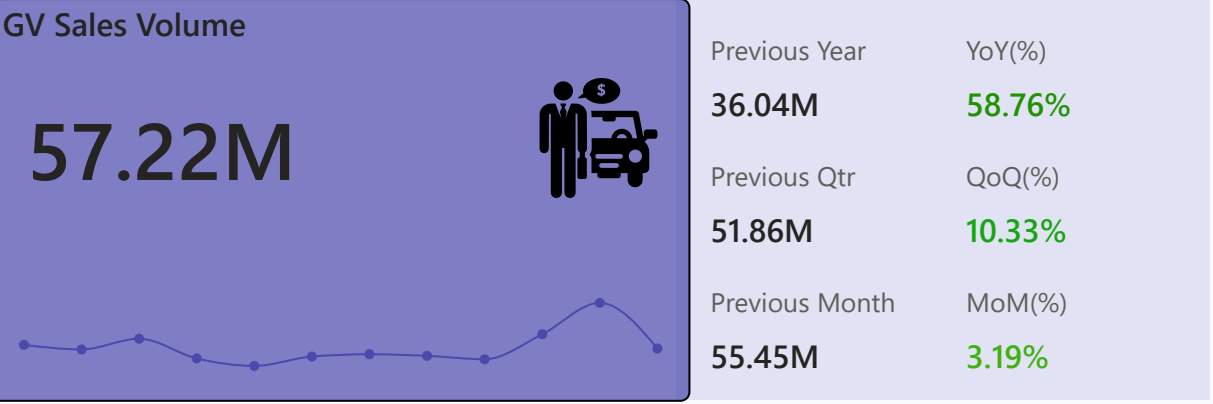 GV Sales Volume
$
57.22M
Previous Year YoY(%)
36.04M 58.76%
Previous Qtr QoQ(%)
51.86M 10.33%
Previous Month MoM(%)
55.45M 3.19%